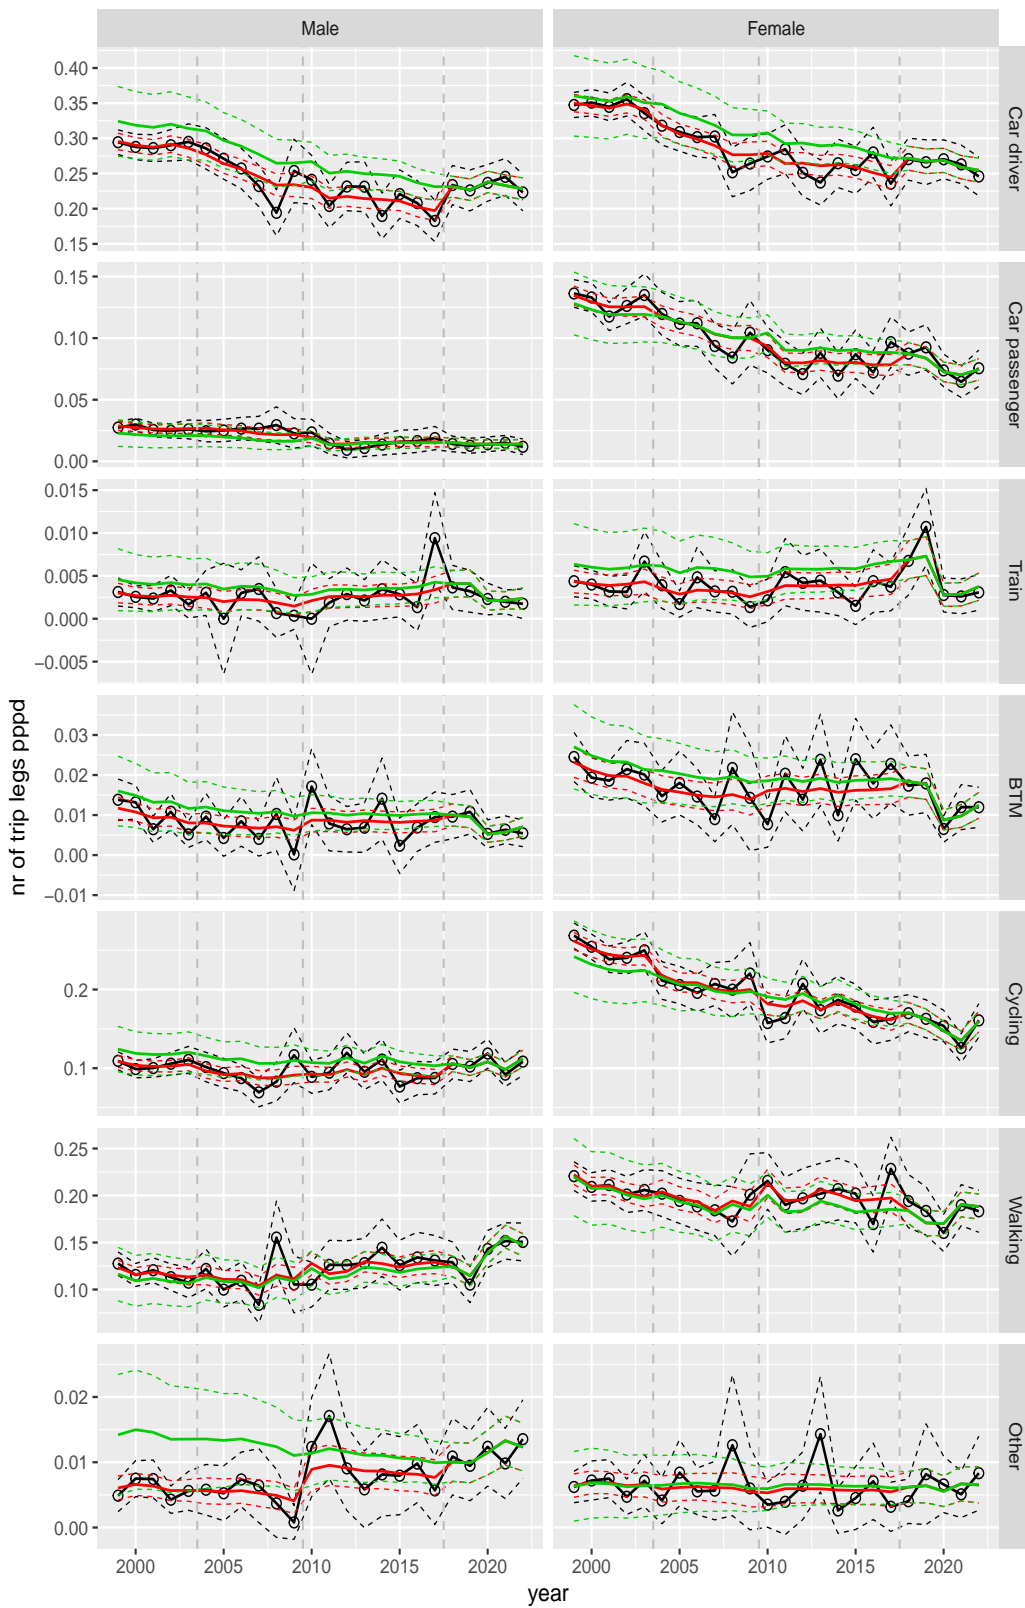 Male
Female
0.40
0.35
0.30
0.25
0.20
0.15
Car driver
0.15
0.10
0.05
0.00
Car passenger
0.015
0.010
0.005
0.000
−0.005
Train
0.03
0.02
0.01
0.00
−0.01
BTM
0.2
0.1
Cycling
0.25
0.20
0.15
0.10
Walking
0.02
0.01
0.00
Other
nr of trip legs pppd
2000 2005 2010 2015 2020
2000 2005 2010 2015 2020
year